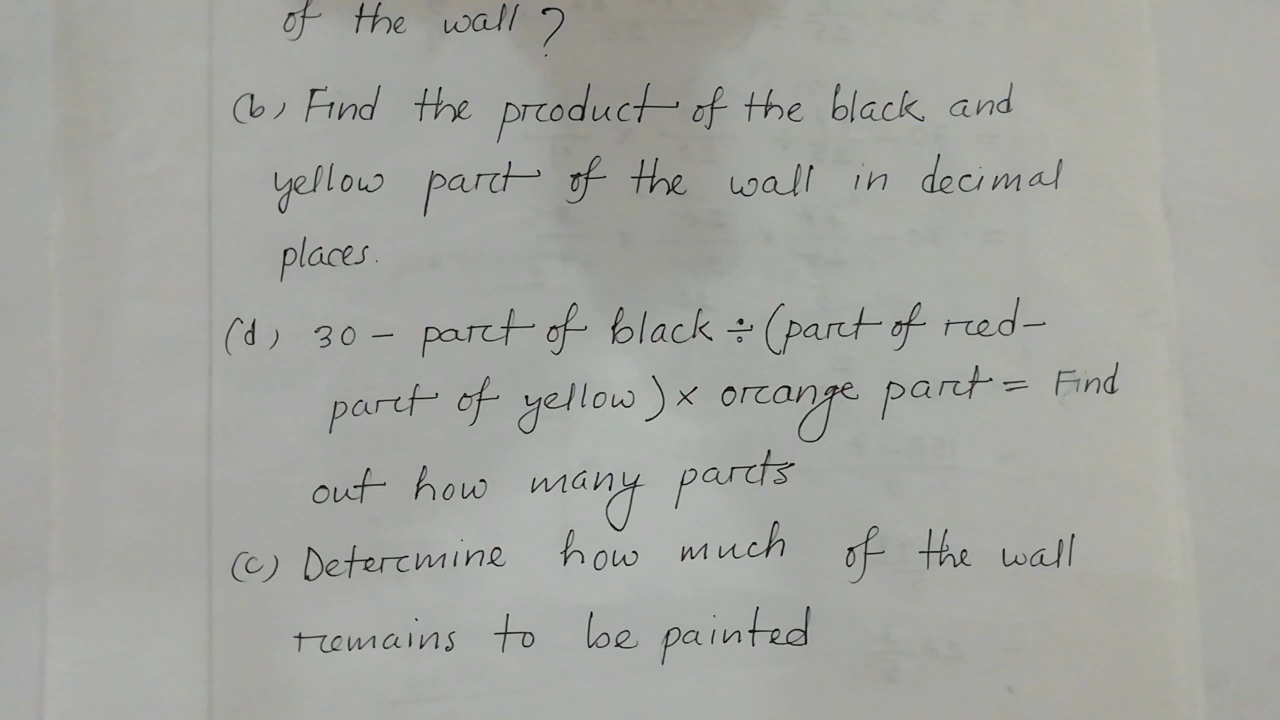 of the wall ?
(b) Find the product of the black and
yellow part of the wall in decimal
places.
(d) 30 - part of black ÷ (part of red -
part of yellow) × orange part = Find
out how many parts
(c) Determine how much of the wall
remains to be painted